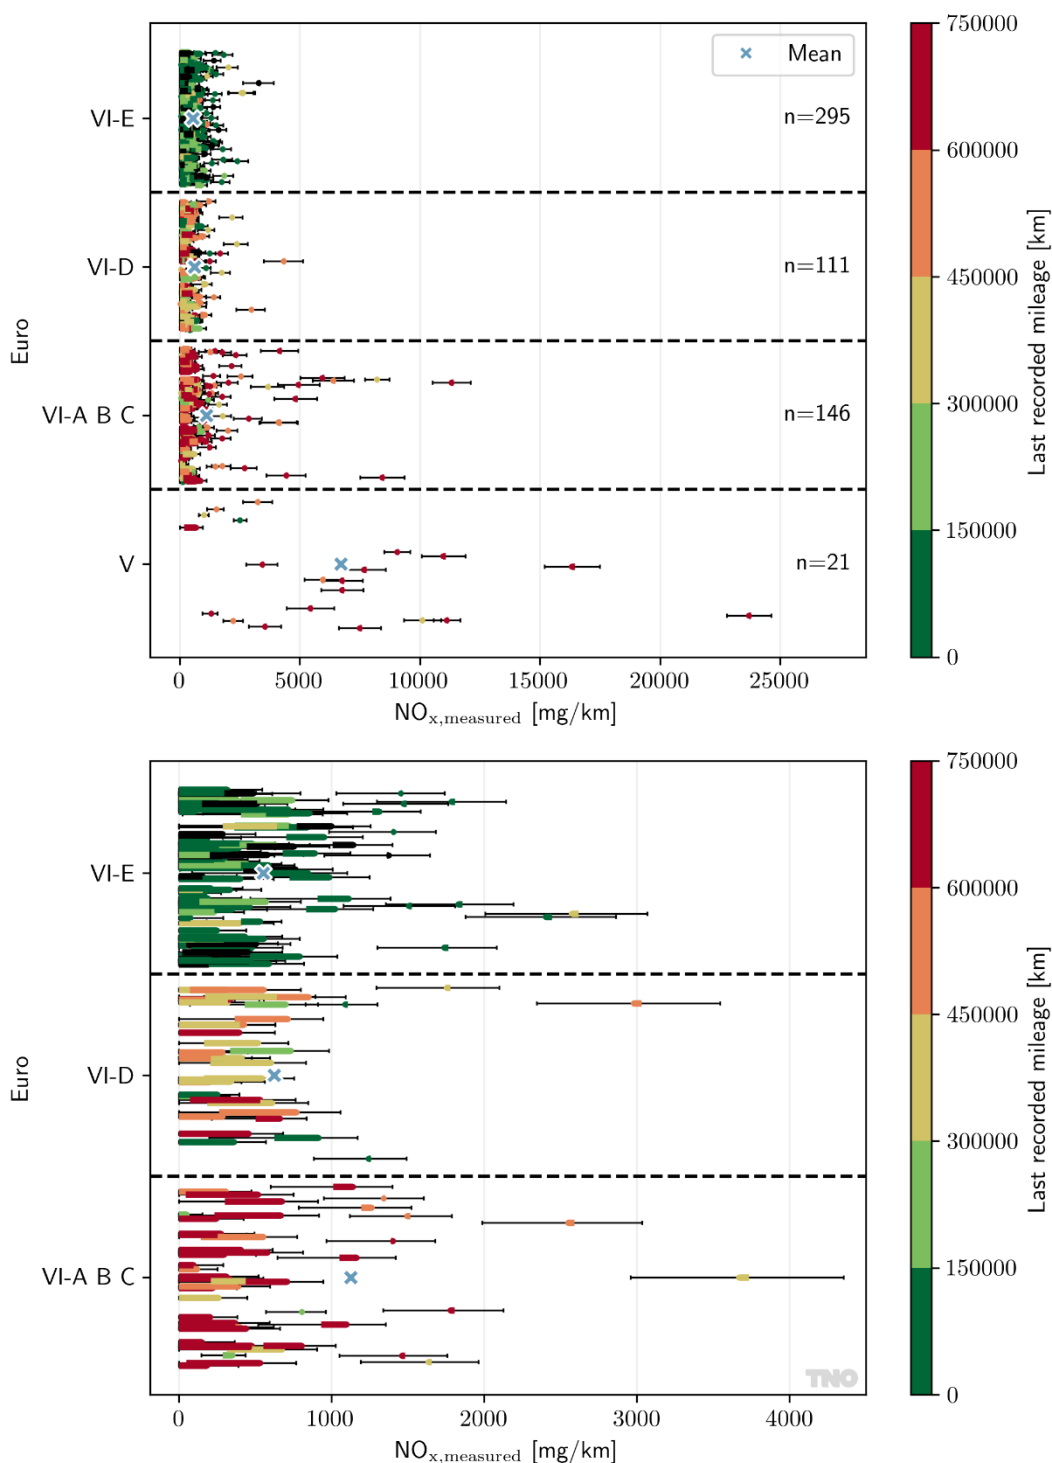 Mean
VI-E
n=295
VI-D
n=111
VI-A B C
n=146
V
n=21
Euro
0 5000 10000 15000 20000 25000
NOx,measured [mg/km]
750000
600000
450000
300000
150000
0
Last recorded mileage [km]
VI-E
VI-D
VI-A B C
Euro
TNO
0 1000 2000 3000 4000
NOx,measured [mg/km]
750000
600000
450000
300000
150000
0
Last recorded mileage [km]